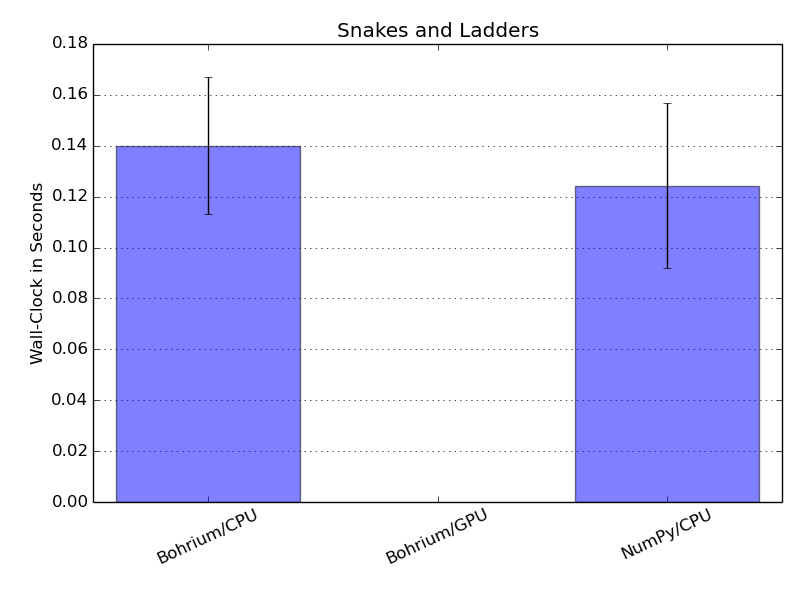 Snakes and Ladders
Wall-Clock in Seconds
0.18
0.16
0.14
0.12
0.10
0.08
0.06
0.04
0.02
0.00
Bohrium/CPU
Bohrium/GPU
NumPy/CPU